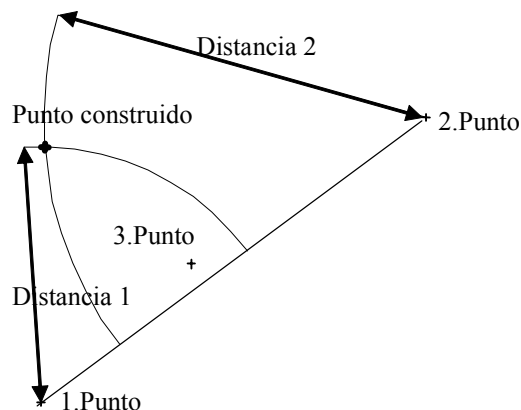 Distancia 2
Punto construido
2.Punto
3.Punto
Distancia 1
1.Punto